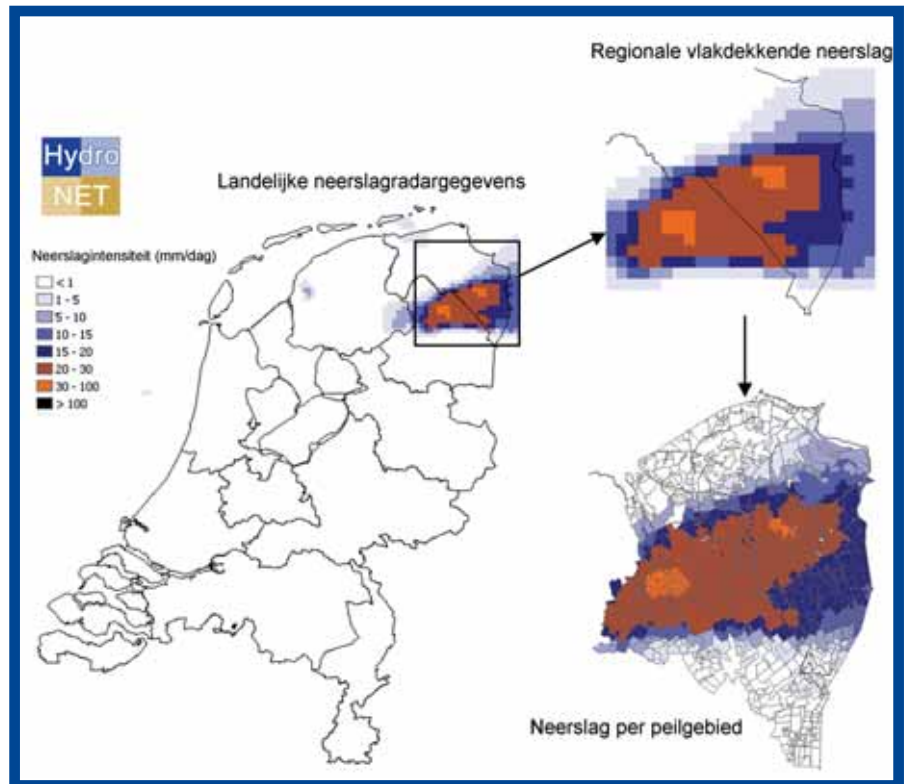 Regionale vlakdekkende neerslag
Hydro
NET
Landelijke neerslagradargegevens
Neerslagintensiteit (mm/dag)
< 1
1 - 5
5 - 10
10 - 15
15 - 20
20 - 30
30 - 100
> 100
Neerslag per peilgebied